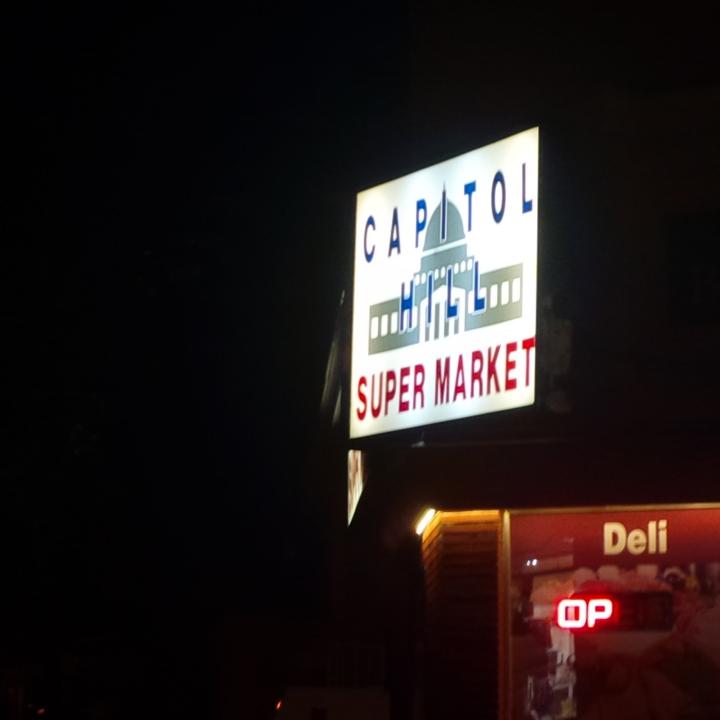 CAPITOL
HILL
SUPER MARKET
Deli
OP